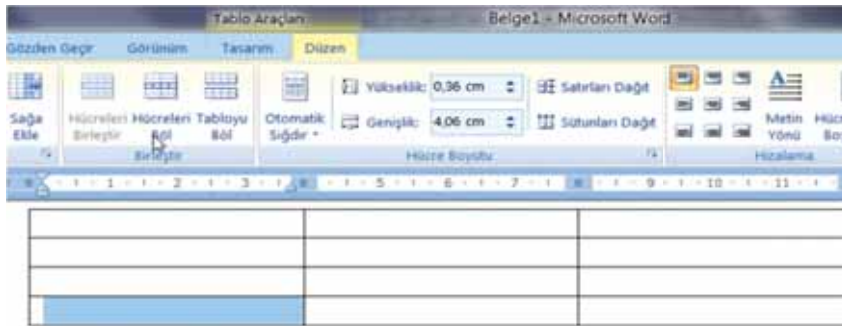 Tablo Araçları Belge1 - Microsoft Word
Gözden Geçir Görünüm Tasarım Düzen
Sağa Ekle
Hücreleri Birleştir
Hücreleri Böl
Tabloyu Böl
Birleştir
Otomatik Sığdır
Yükseklik: 0,36 cm
Genişlik: 4,06 cm
Satırları Dağıt
Sütunları Dağıt
Hücre Boyutu
Metin Yönü
Hizalama
1 2 3 5 6 7 9 10 11